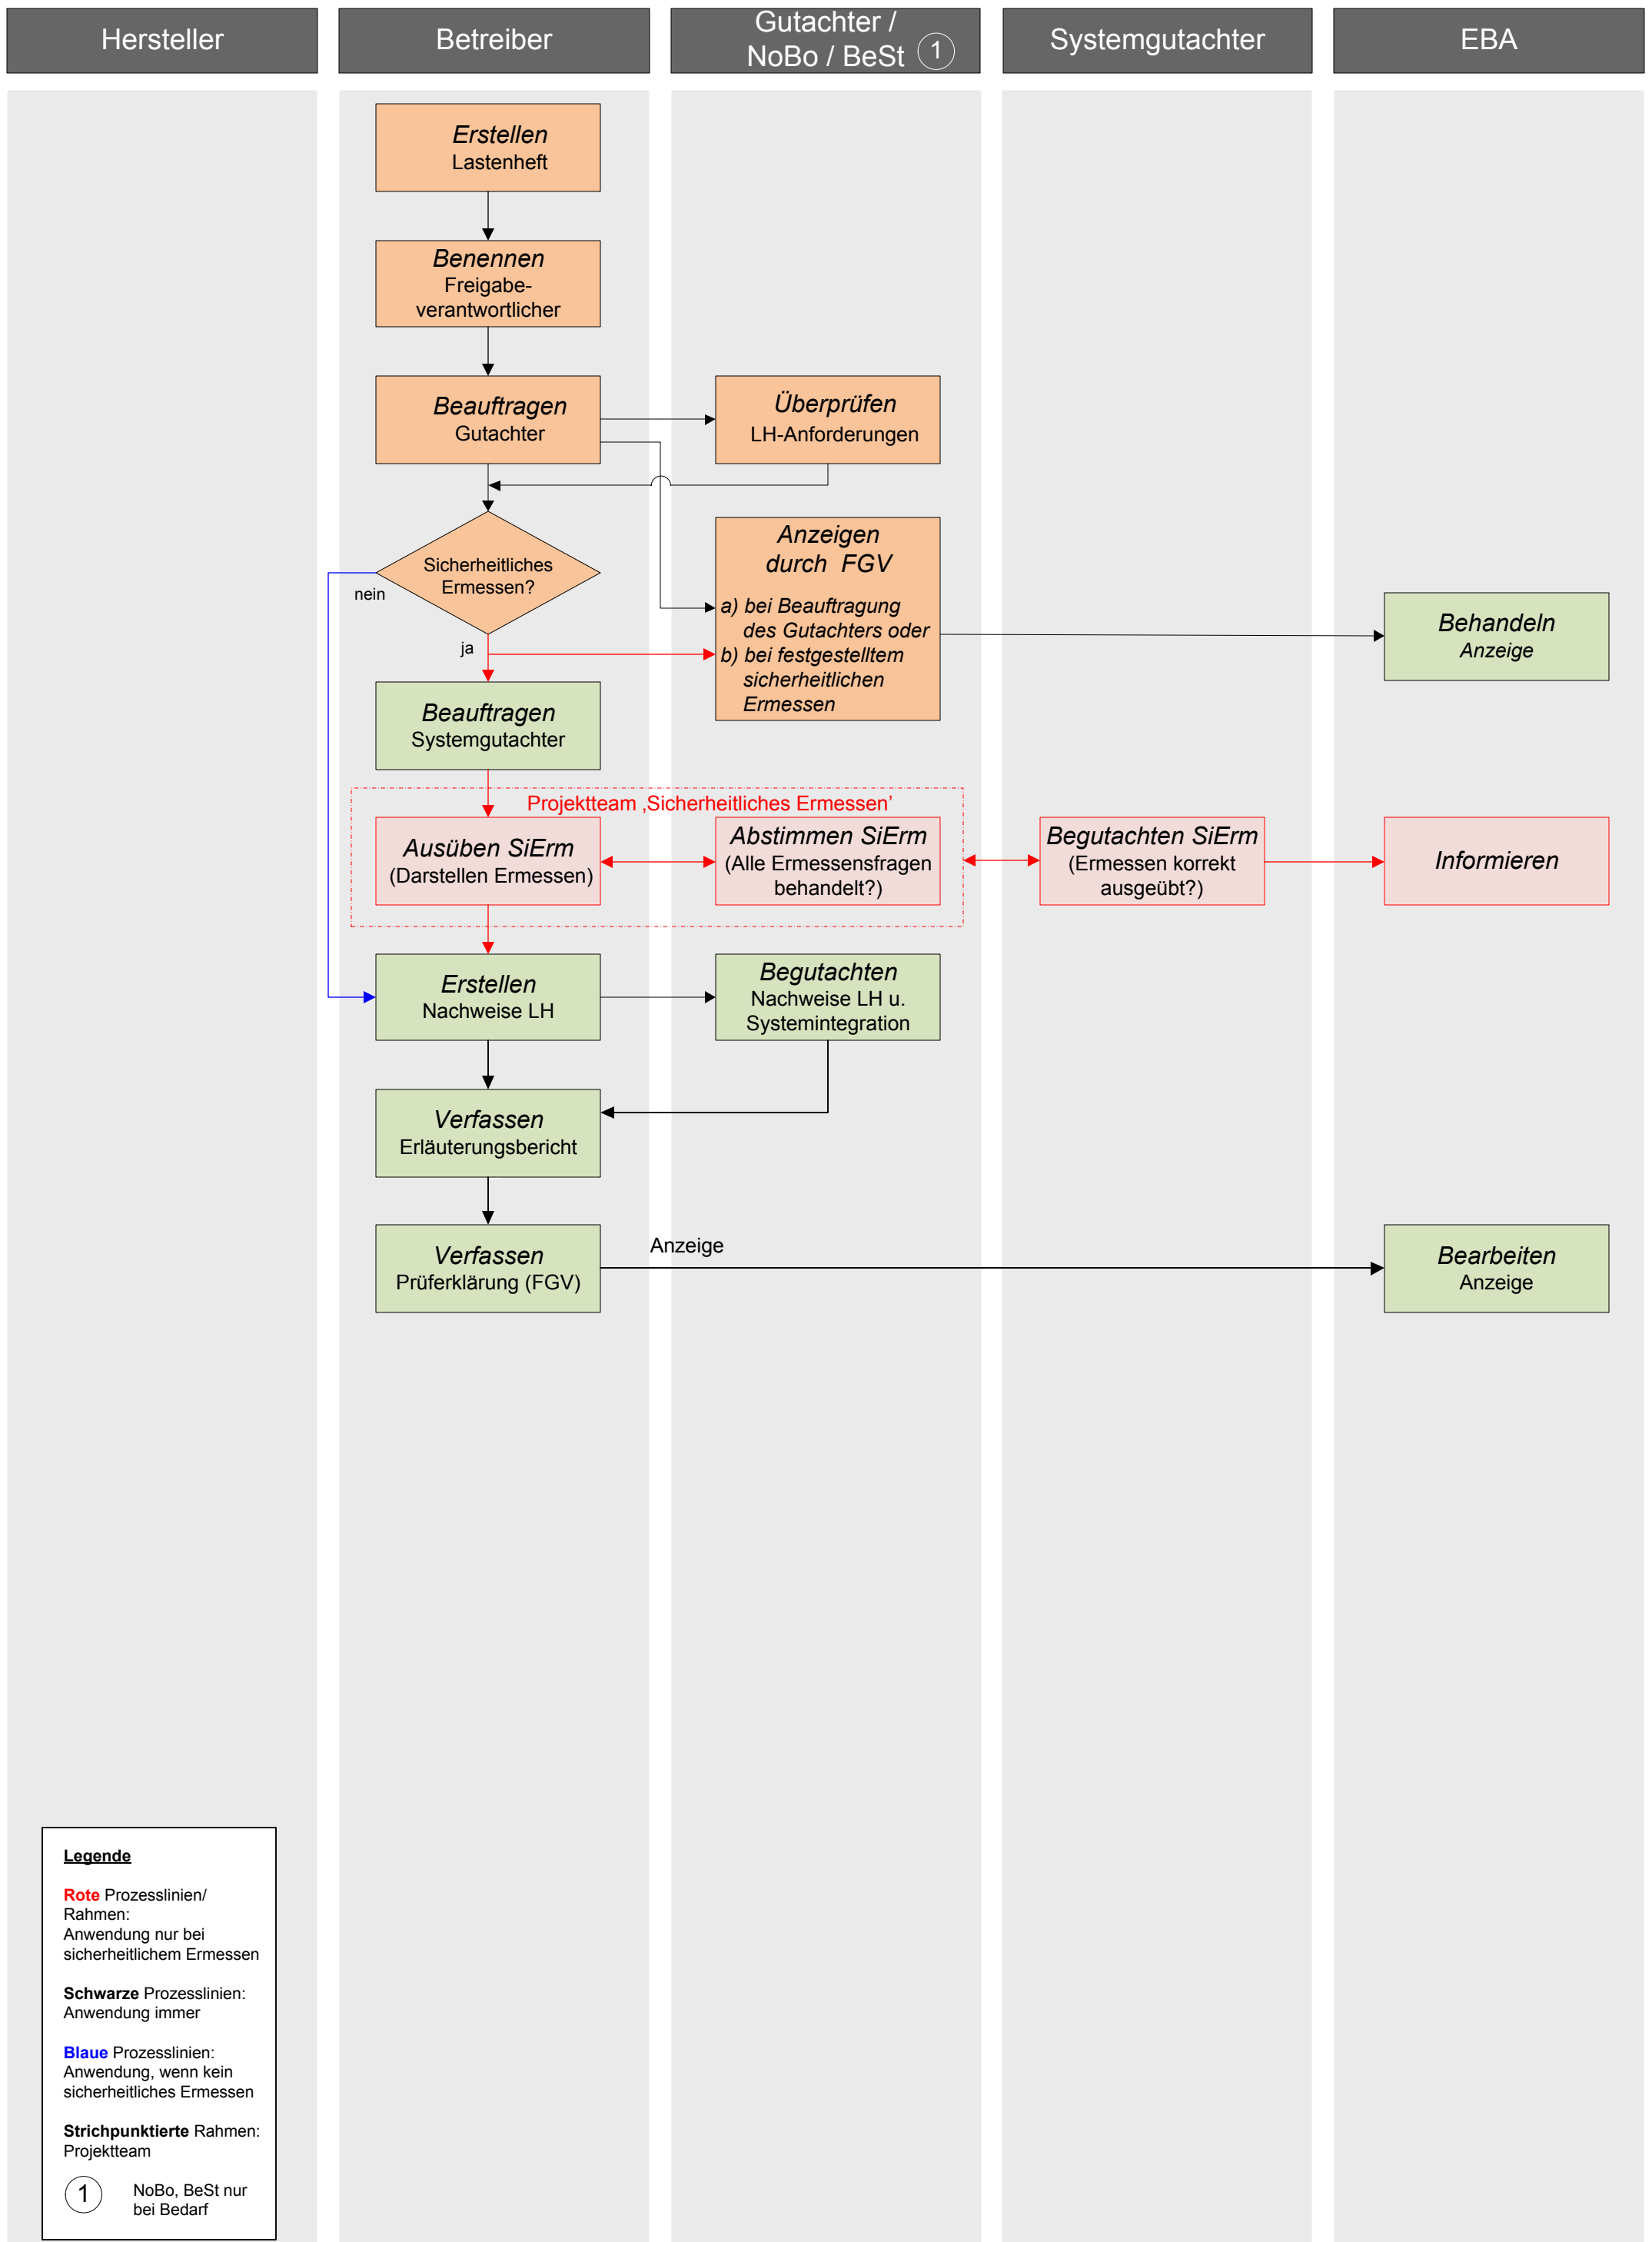 Hersteller
Betreiber
Gutachter /
NoBo / BeSt 1
Systemgutachter
EBA
Erstellen
Lastenheft
Benennen
Freigabe-
verantwortlicher
Beauftragen
Gutachter
Überprüfen
LH-Anforderungen
Sicherheitliches
Ermessen?
nein
ja
Anzeigen
durch FGV
a) bei Beauftragung
des Gutachters oder
b) bei festgestelltem
sicherheitlichen
Ermessen
Behandeln
Anzeige
Beauftragen
Systemgutachter
Projektteam ‚Sicherheitliches Ermessen’
Ausüben SiErm
(Darstellen Ermessen)
Abstimmen SiErm
(Alle Ermessensfragen
behandelt?)
Begutachten SiErm
(Ermessen korrekt
ausgeübt?)
Informieren
Erstellen
Nachweise LH
Begutachten
Nachweise LH u.
Systemintegration
Verfassen
Erläuterungsbericht
Verfassen
Prüferklärung (FGV)
Anzeige
Bearbeiten
Anzeige
Legende
Rote Prozesslinien/
Rahmen:
Anwendung nur bei
sicherheitlichem Ermessen
Schwarze Prozesslinien:
Anwendung immer
Blaue Prozesslinien:
Anwendung, wenn kein
sicherheitliches Ermessen
Strichpunktierte Rahmen:
Projektteam
1 NoBo, BeSt nur
bei Bedarf